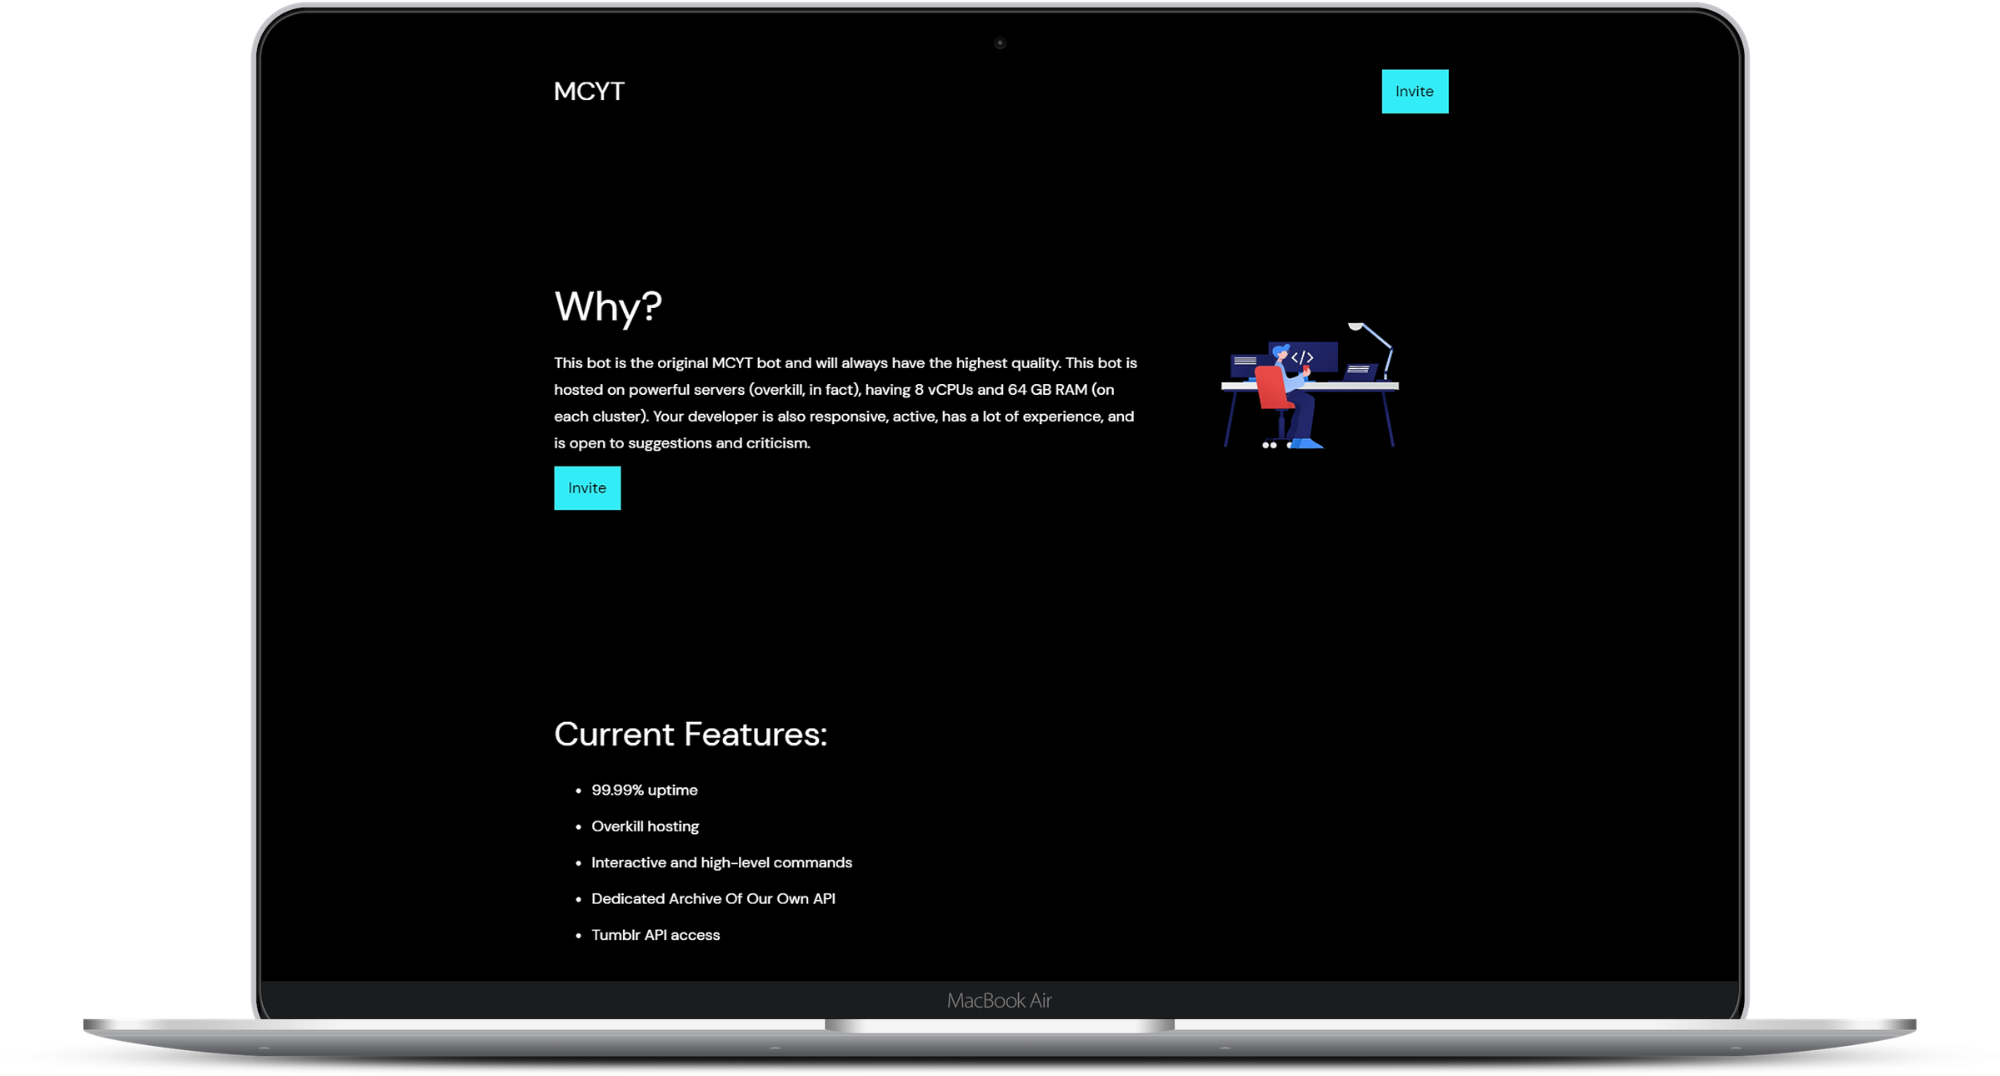 MCYT
Invite
Why?
This bot is the original MCYT bot and will always have the highest quality. This bot is
hosted on powerful servers (overkill, in fact), having 8 vCPUs and 64 GB RAM (on
each cluster). Your developer is also responsive, active, has a lot of experience, and
is open to suggestions and criticism.
</>
Invite
Current Features:
• 99.99% uptime
• Overkill hosting
• Interactive and high-level commands
• Dedicated Archive Of Our Own API
• Tumblr API access
MacBook Air